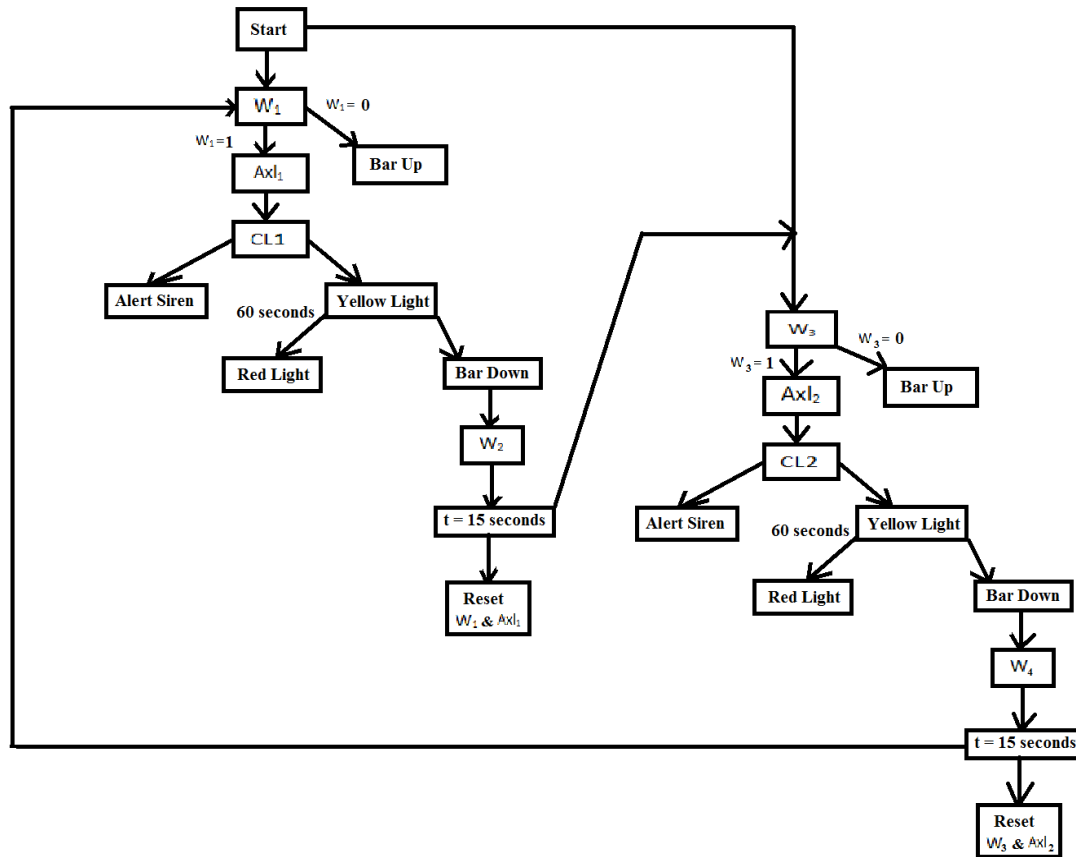 Start
W₁
W₁= 0
W₁=1
Bar Up
Axl₁
CL1
Alert Siren
Yellow Light
60 seconds
Red Light
Bar Down
W₂
t = 15 seconds
Reset
W₁ & Axl₁
W₃
W₃= 0
W₃= 1
Bar Up
Axl₂
CL2
Alert Siren
Yellow Light
60 seconds
Red Light
Bar Down
W₄
t = 15 seconds
Reset
W₃ & Axl₂